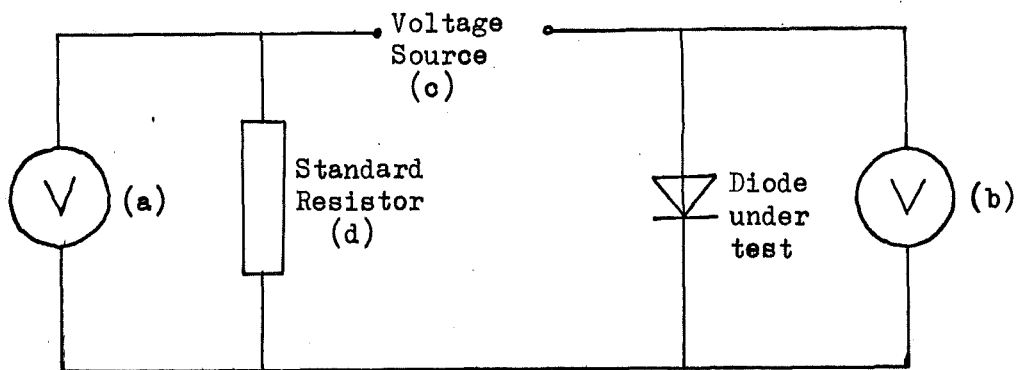 Voltage
Source
(c)
V
(a)
Standard
Resistor
(d)
Diode
under
test
V
(b)